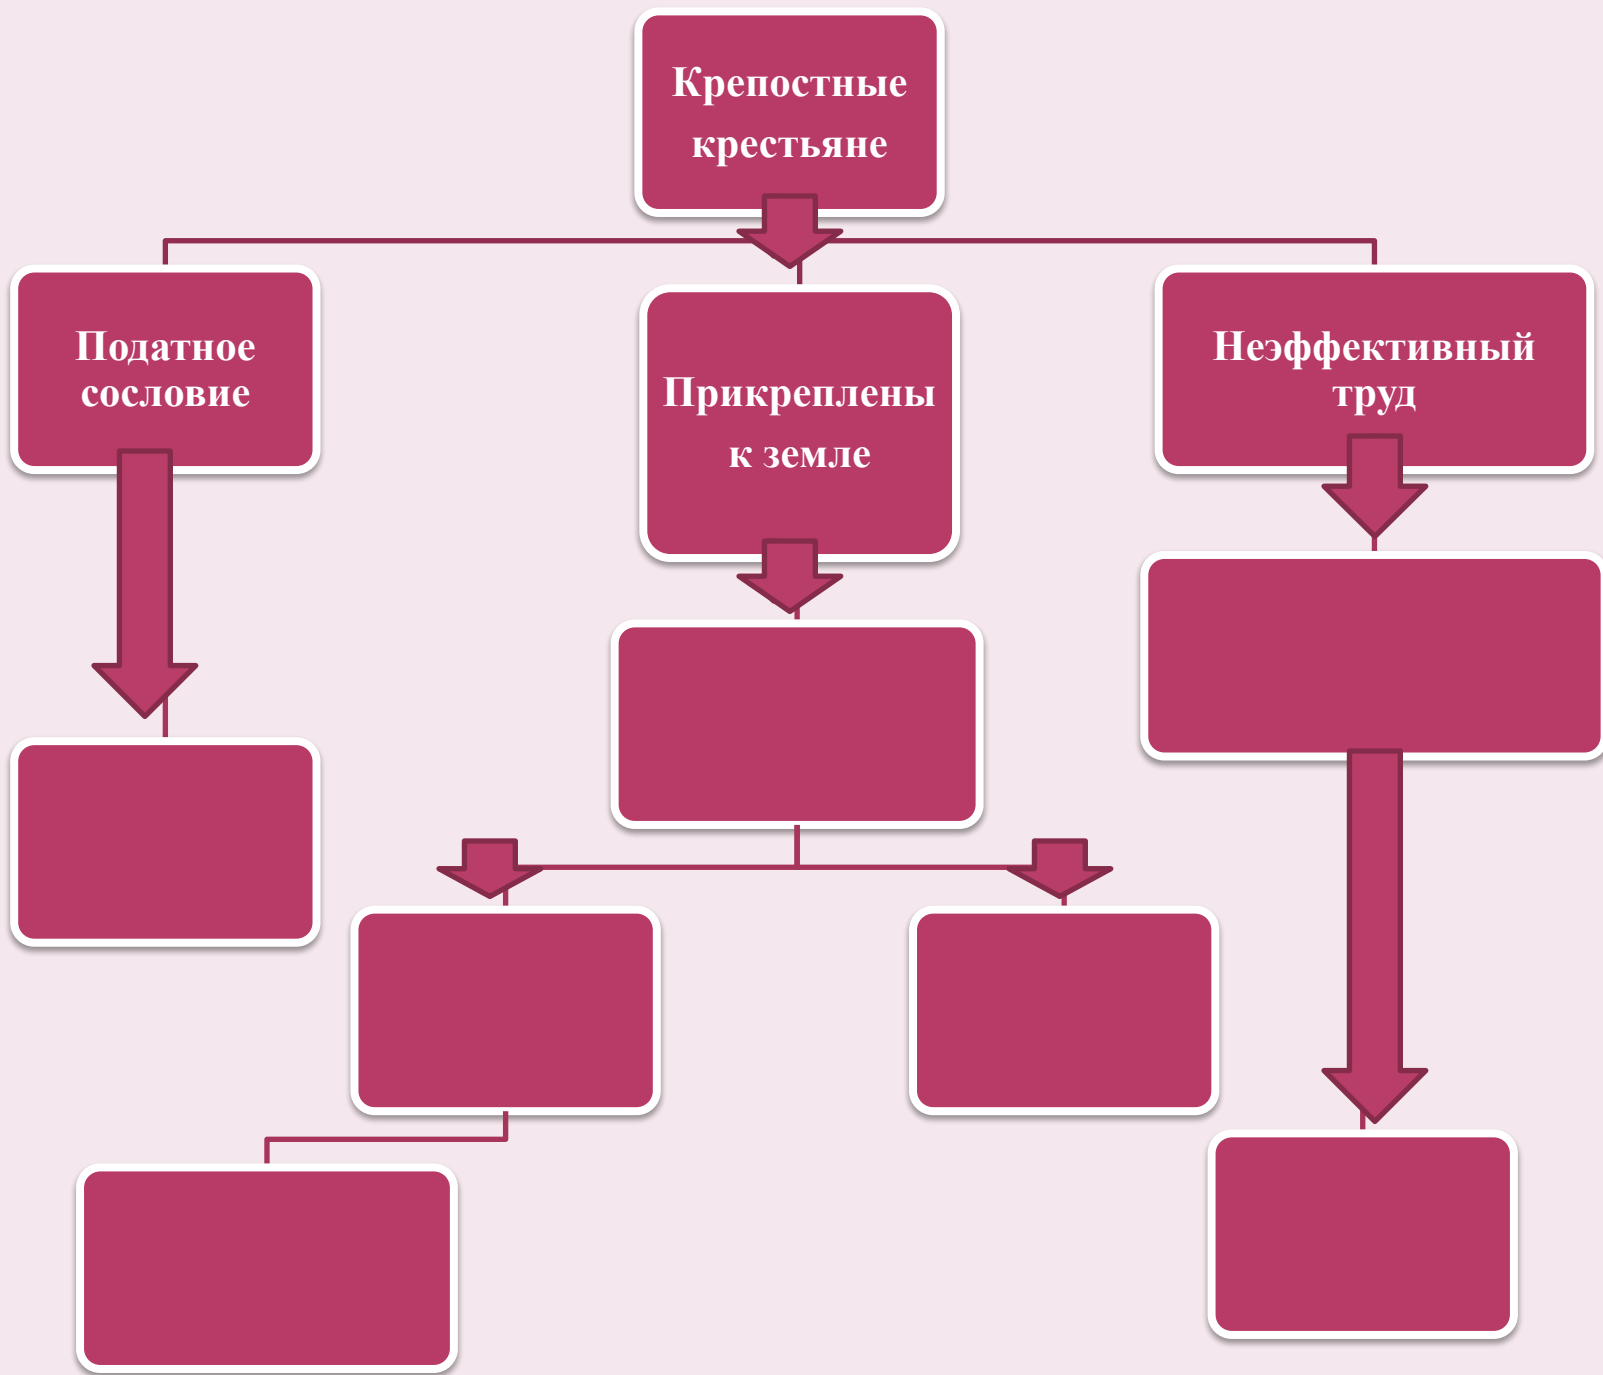 Крепостные
крестьяне
Податное
сословие
Прикреплены
к земле
Неэффективный
труд